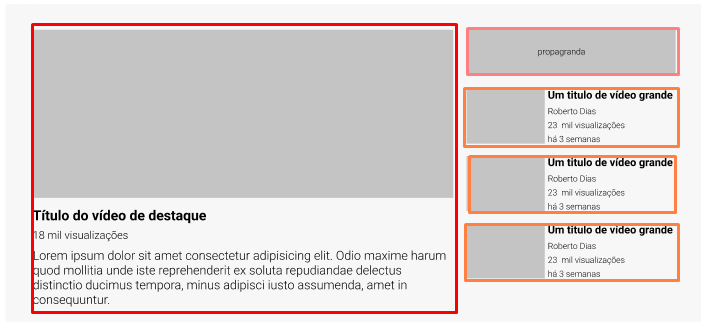 Título do vídeo de destaque
18 mil visualizações
Lorem ipsum dolor sit amet consectetur adipisicing elit. Odio maxime harum
quod mollitia unde iste reprehenderit ex soluta repudiandae delectus
distinctio ducimus tempora, minus adipisci iusto assumenda, amet in
consequuntur.
propagranda
Um titulo de vídeo grande
Roberto Dias
23 mil visualizações
há 3 semanas
Um titulo de vídeo grande
Roberto Dias
23 mil visualizações
há 3 semanas
Um titulo de vídeo grande
Roberto Dias
23 mil visualizações
há 3 semanas